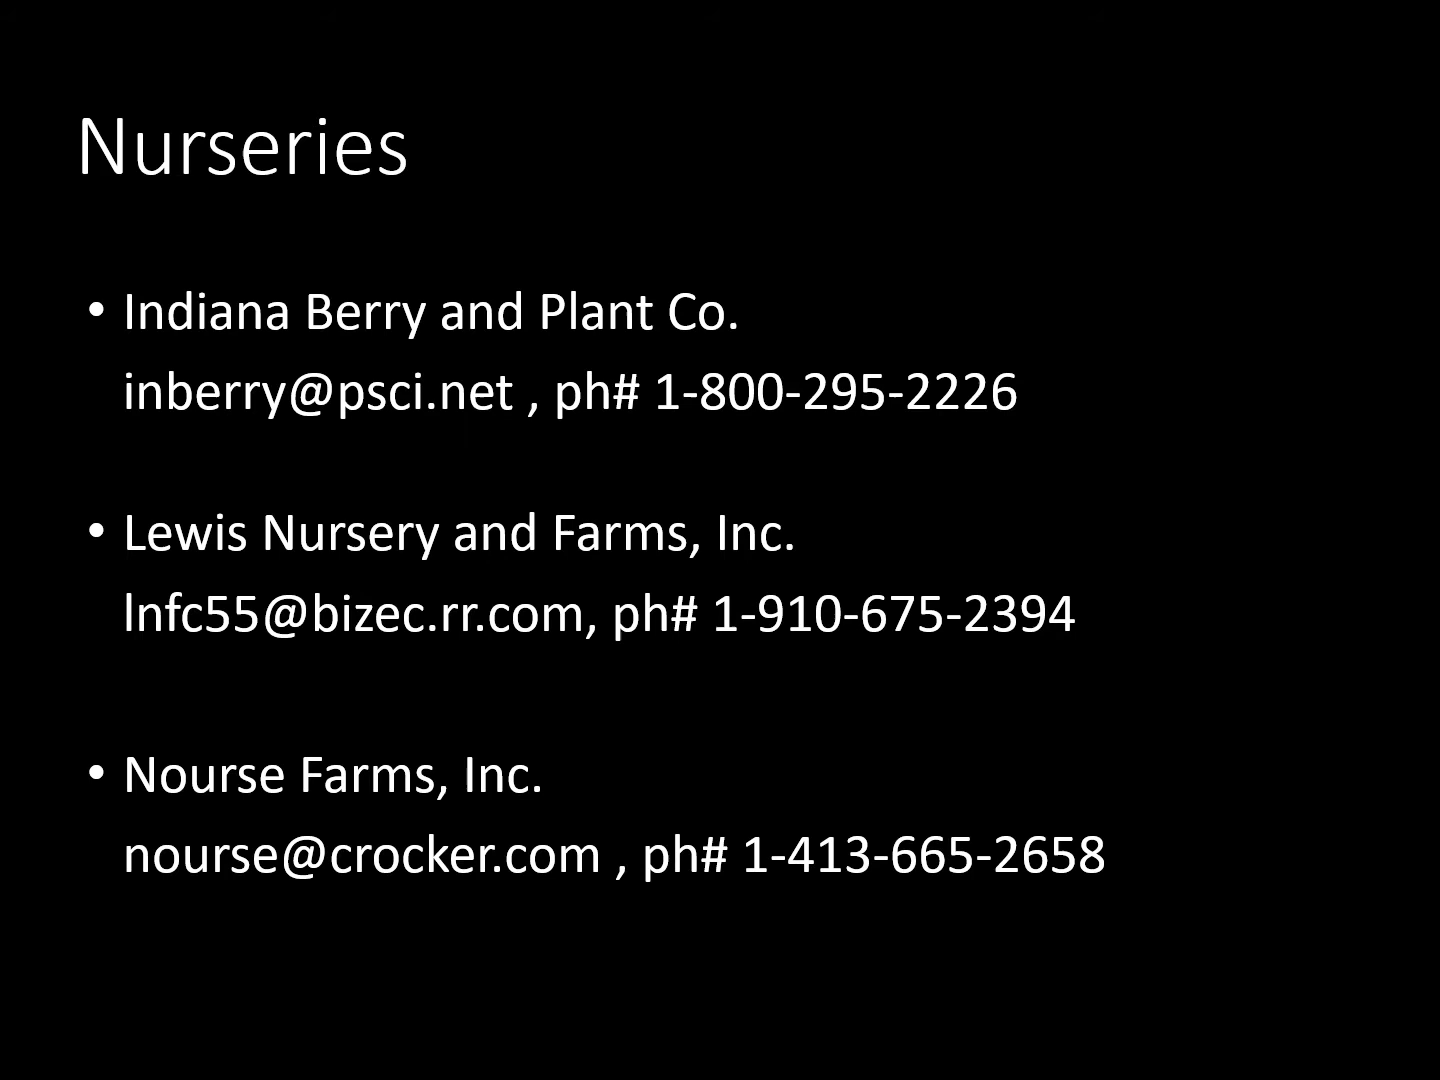 Nurseries
• Indiana Berry and Plant Co.
inberry@psci.net , ph# 1-800-295-2226
• Lewis Nursery and Farms, Inc.
lnfc55@bizec.rr.com, ph# 1-910-675-2394
• Nourse Farms, Inc.
nourse@crocker.com , ph# 1-413-665-2658